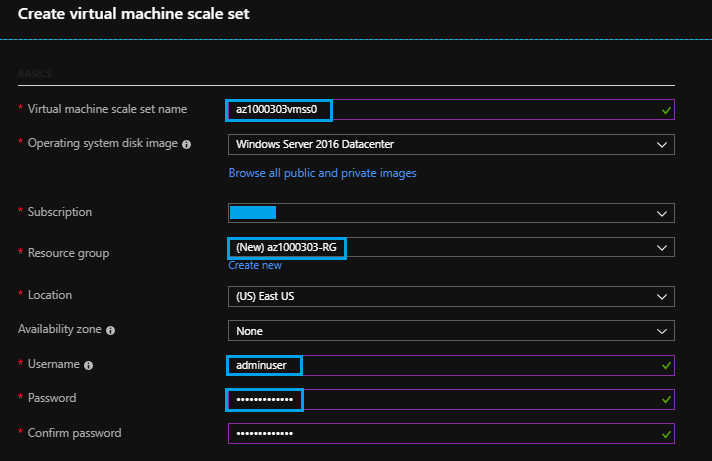 Create virtual machine scale set
BASICS
* Virtual machine scale set name az1000303vmss0
* Operating system disk image Windows Server 2016 Datacenter
Browse all public and private images
* Subscription
* Resource group (New) az1000303-RG
Create new
* Location (US) East US
Availability zone None
* Username adminuser
* Password •••••••••••••
* Confirm password •••••••••••••